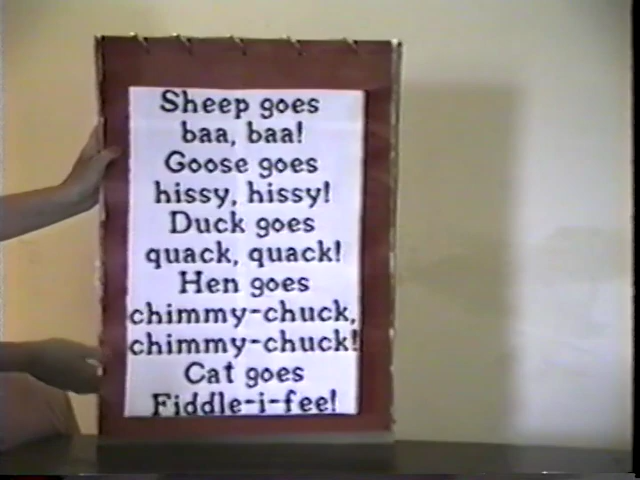 Sheep goes
baa, baa!
Goose goes
hissy, hissy!
Duck goes
quack, quack!
Hen goes
chimmy-chuck,
chimmy-chuck!
Cat goes
Fiddle-i-fee!